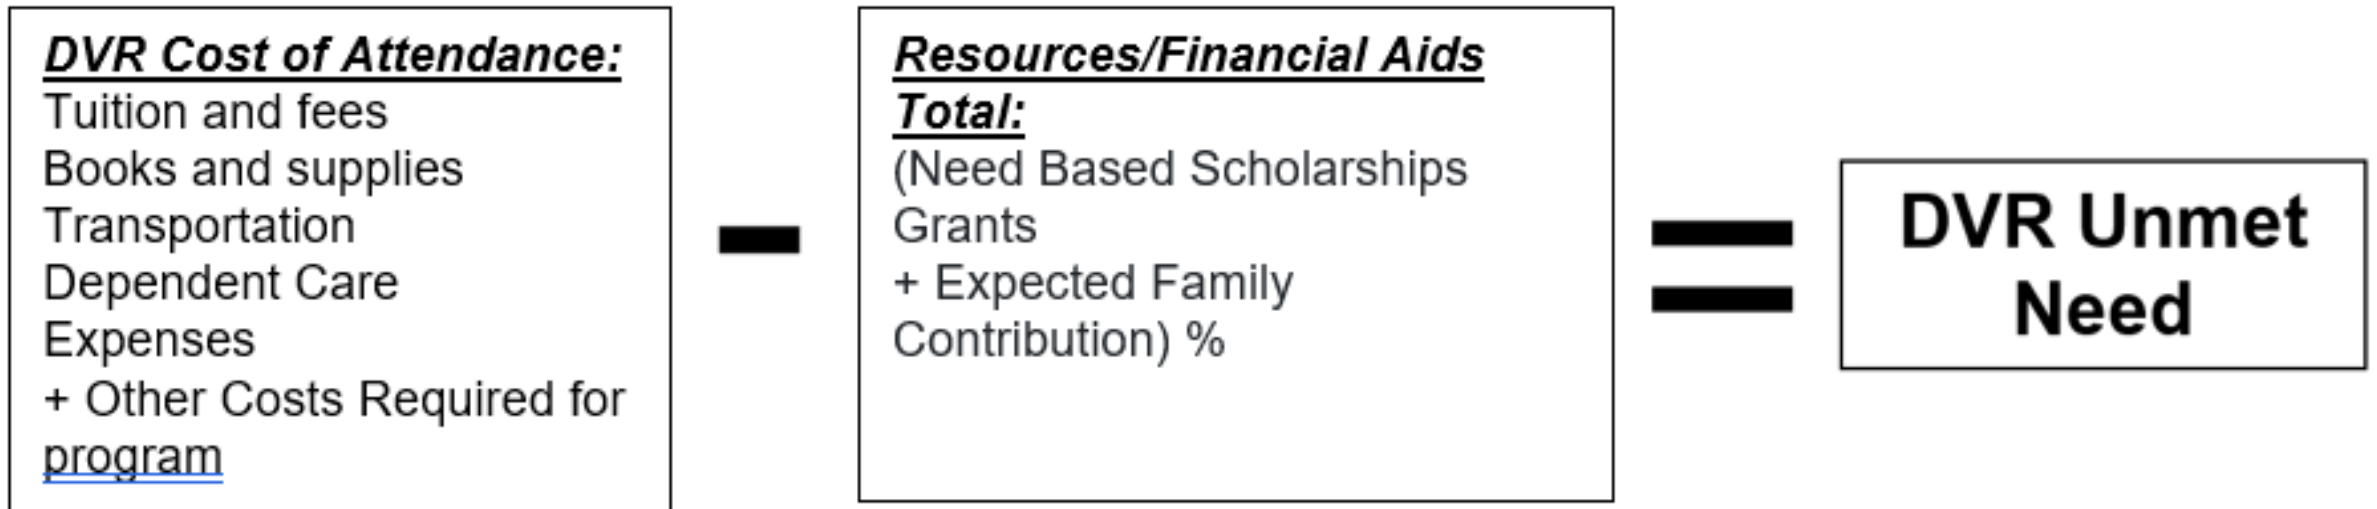 DVR Cost of Attendance:
Tuition and fees
Books and supplies
Transportation
Dependent Care
Expenses
+ Other Costs Required for
program
-
Resources/Financial Aids
Total:
(Need Based Scholarships
Grants
+ Expected Family
Contribution) %
=
DVR Unmet
Need